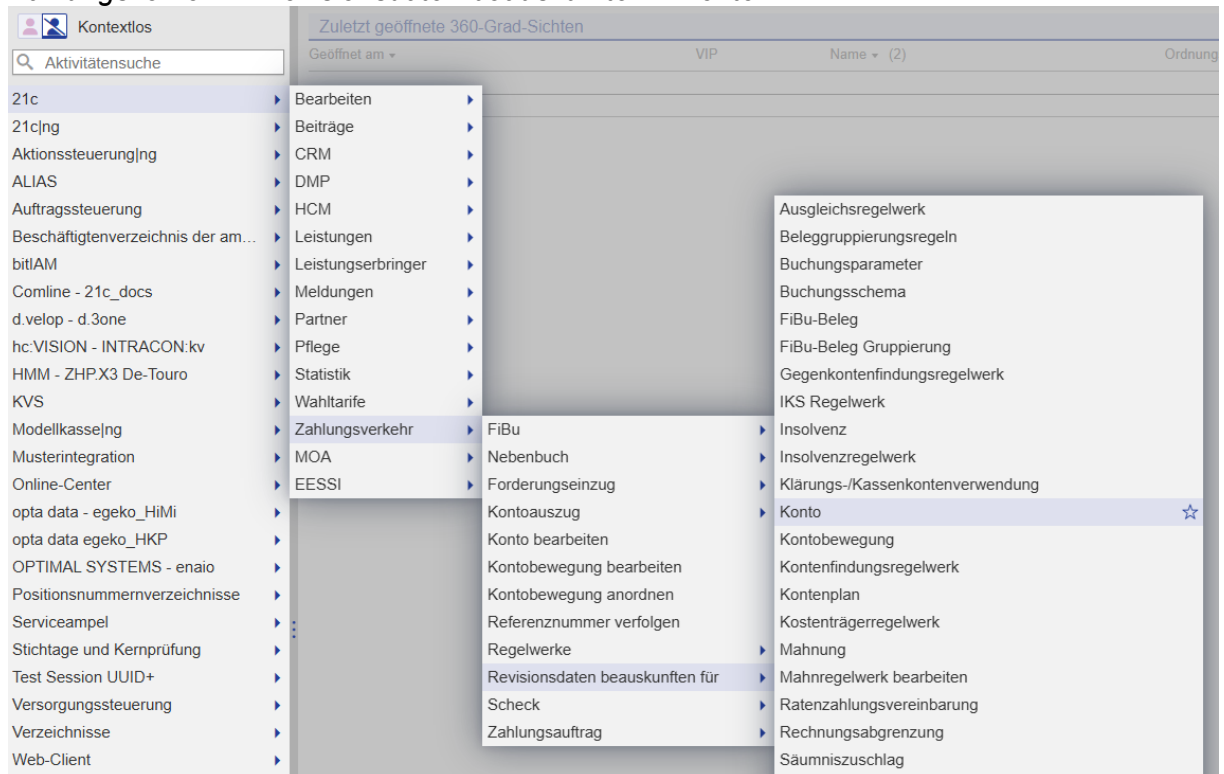 Kontextlos
Aktivitätensuche
21c
21c|ng
Aktionssteuerung|ng
ALIAS
Auftragssteuerung
Beschäftigtenverzeichnis der am…
bitIAM
Comline - 21c_docs
d.velop - d.3one
hc:VISION - INTRACON:kv
HMM - ZHP.X3 De-Touro
KVS
Modellkasse|ng
Musterintegration
Online-Center
opta data - egeko_HiMi
opta data egeko_HKP
OPTIMAL SYSTEMS - enaio
Positionsnummernverzeichnisse
Serviceampel
Stichtage und Kernprüfung
Test Session UUID+
Versorgungssteuerung
Verzeichnisse
Web-Client
Zuletzt geöffnete 360-Grad-Sichten
Geöffnet am VIP Name (2) Ordnung
Bearbeiten
Beiträge
CRM
DMP
HCM
Leistungen
Leistungserbringer
Meldungen
Partner
Pflege
Statistik
Wahltarife
Zahlungsverkehr
MOA
EESSI
FiBu
Nebenbuch
Forderungseinzug
Kontoauszug
Konto bearbeiten
Kontobewegung bearbeiten
Kontobewegung anordnen
Referenznummer verfolgen
Regelwerke
Revisionsdaten beauskunften für
Scheck
Zahlungsauftrag
Ausgleichsregelwerk
Beleggruppierungsregeln
Buchungsparameter
Buchungsschema
FiBu-Beleg
FiBu-Beleg Gruppierung
Gegenkontenfindungsregelwerk
IKS Regelwerk
Insolvenz
Insolvenzregelwerk
Klärungs-/Kassenkontenverwendung
Konto
Kontobewegung
Kontenfindungsregelwerk
Kontenplan
Kostenträgerregelwerk
Mahnung
Mahnregelwerk bearbeiten
Ratenzahlungsvereinbarung
Rechnungsabgrenzung
Säumniszuschlag